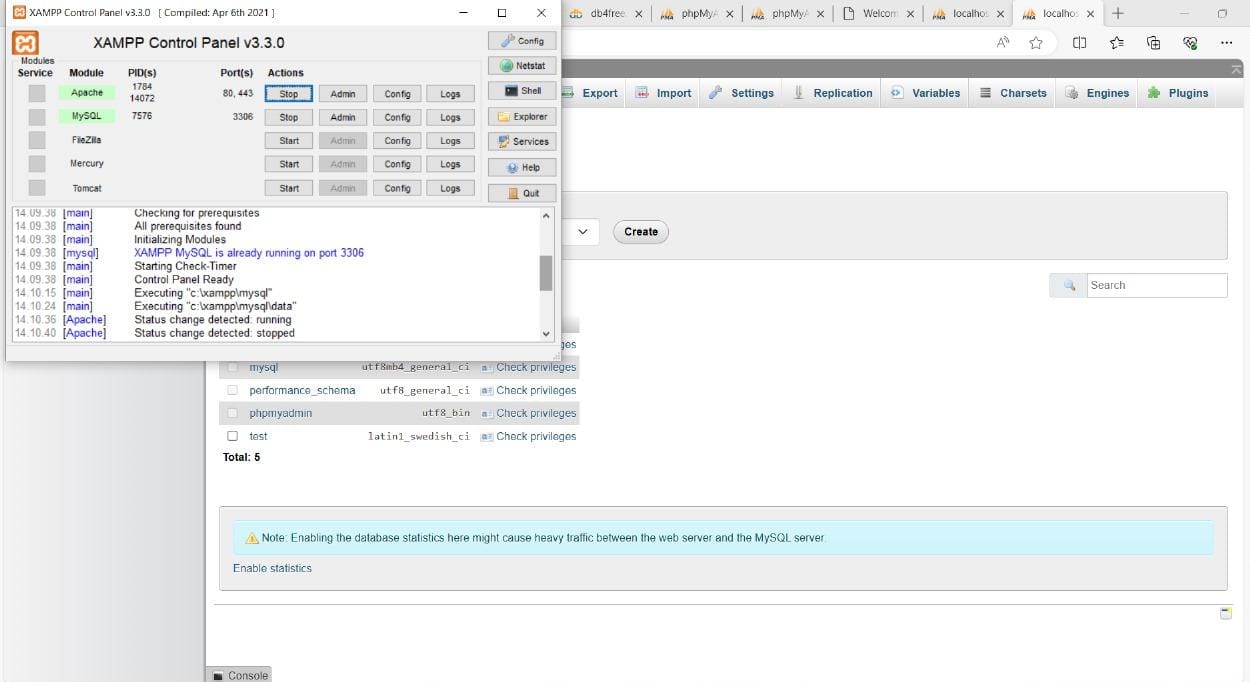 XAMPP Control Panel v3.3.0 [ Compiled: Apr 6th 2021 ]
db4free.
phpMyA
phpMyA
Welcom
localhos
localhos
XAMPP Control Panel v3.3.0
Config
Modules
Service Module PID(s) Port(s) Actions
Netstat
Apache 1784 80, 443 Stop Admin Config Logs
14072
Shell
MySQL 7576 3306 Stop Admin Config Logs
Explorer
FileZilla Start Admin Config Logs
Services
Mercury Start Admin Config Logs
Help
Tomcat Start Admin Config Logs
Quit
Export Import Settings Replication Variables Charsets Engines Plugins
14.09.38 [main] Checking for prerequisites
14.09.38 [main] All prerequisites found
14.09.38 [main] Initializing Modules
14.09.38 [mysql] XAMPP MySQL is already running on port 3306
14.09.38 [main] Starting Check-Timer
14.09.38 [main] Control Panel Ready
14.10.15 [main] Executing "c:\xampp\mysql"
14.10.24 [main] Executing "c:\xampp\mysql\data"
14.10.36 [Apache] Status change detected: running
14.10.40 [Apache] Status change detected: stopped
Create
Search
ges
mysql utf8mb4_general_ci Check privileges
performance_schema utf8_general_ci Check privileges
phpmyadmin utf8_bin Check privileges
test latin1_swedish_ci Check privileges
Total: 5
Note: Enabling the database statistics here might cause heavy traffic between the web server and the MySQL server.
Enable statistics
Console